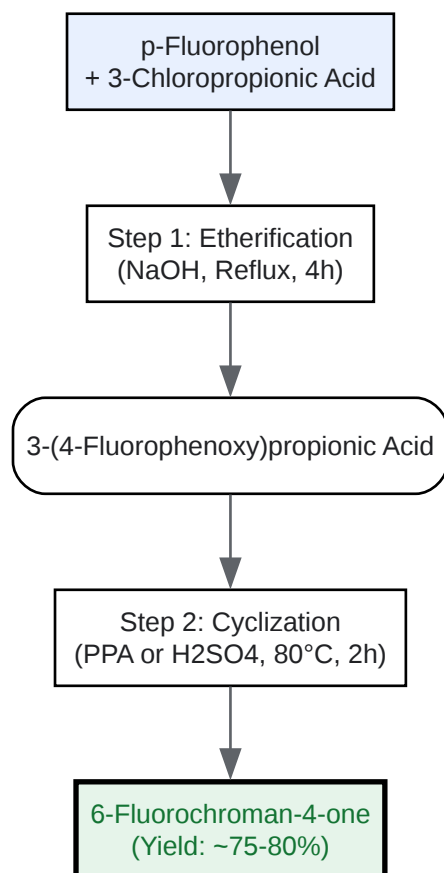 p-Fluorophenol
+ 3-Chloropropionic Acid
Step 1: Etherification
(NaOH, Reflux, 4h)
3-(4-Fluorophenoxy)propionic Acid
Step 2: Cyclization
(PPA or H2SO4, 80°C, 2h)
6-Fluorochroman-4-one
(Yield: ~75-80%)